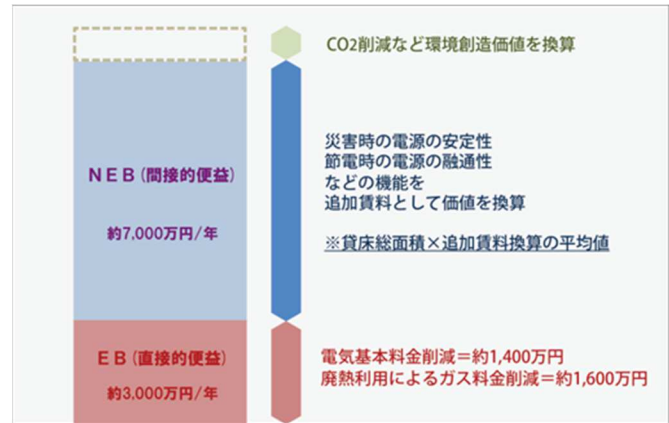 CO2削減など環境創造価値を換算
NEB(間接的便益)
約7,000万円/年
災害時の電源の安定性
節電時の電源の融通性
などの機能を
追加賃料として価値を換算
※貸床総面積×追加賃料換算の平均値
EB(直接的便益)
約3,000万円/年
電気基本料金削減=約1,400万円
廃熱利用によるガス料金削減=約1,600万円